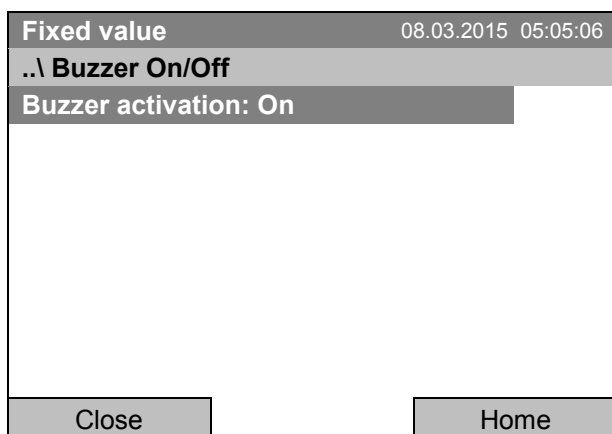 Fixed value 08.03.2015 05:05:06
..\ Buzzer On/Off
Buzzer activation: On
Close Home